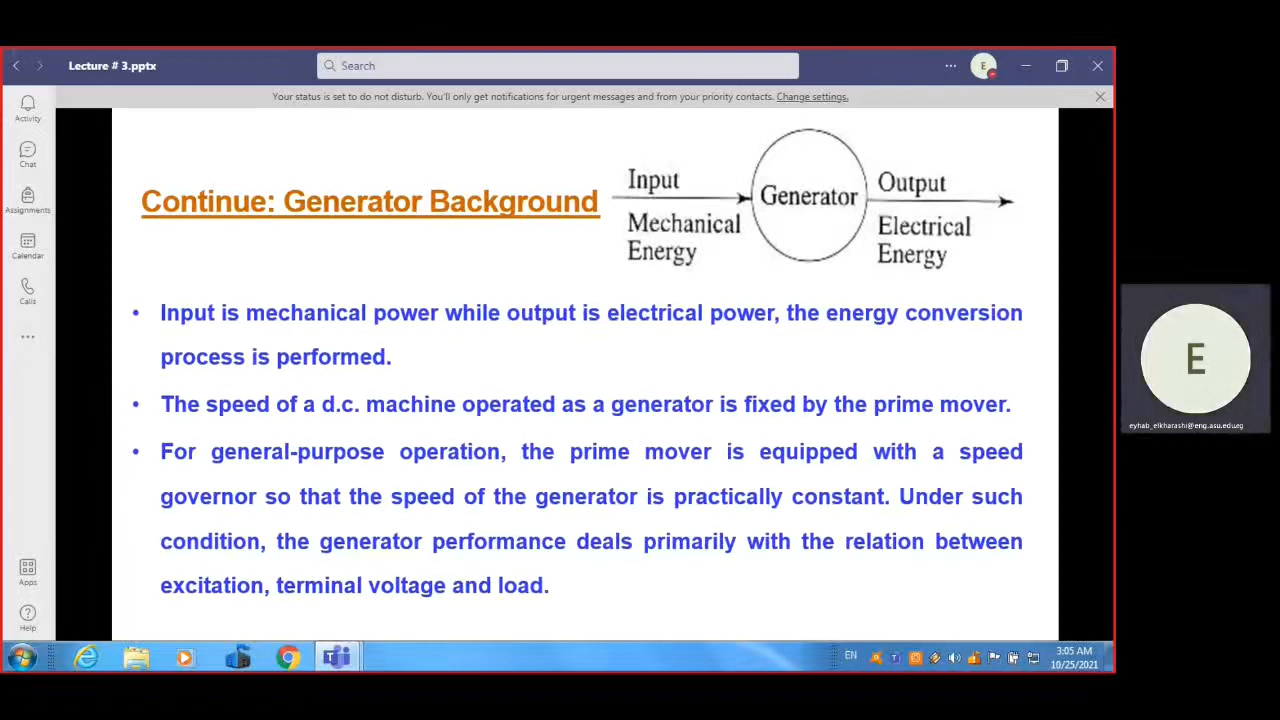 Lecture # 3.pptx
Search
E
Your status is set to do not disturb. You'll only get notifications for urgent messages and from your priority contacts. Change settings.
Activity
Chat
Assignments
Calendar
Calls
Apps
Help
Continue: Generator Background
Input
Mechanical
Energy
Generator
Output
Electrical
Energy
• Input is mechanical power while output is electrical power, the energy conversion
process is performed.
• The speed of a d.c. machine operated as a generator is fixed by the prime mover.
• For general-purpose operation, the prime mover is equipped with a speed
governor so that the speed of the generator is practically constant. Under such
condition, the generator performance deals primarily with the relation between
excitation, terminal voltage and load.
E
eyhab_elkharashi@eng.asu.edu.eg
EN
3:05 AM
10/25/2021